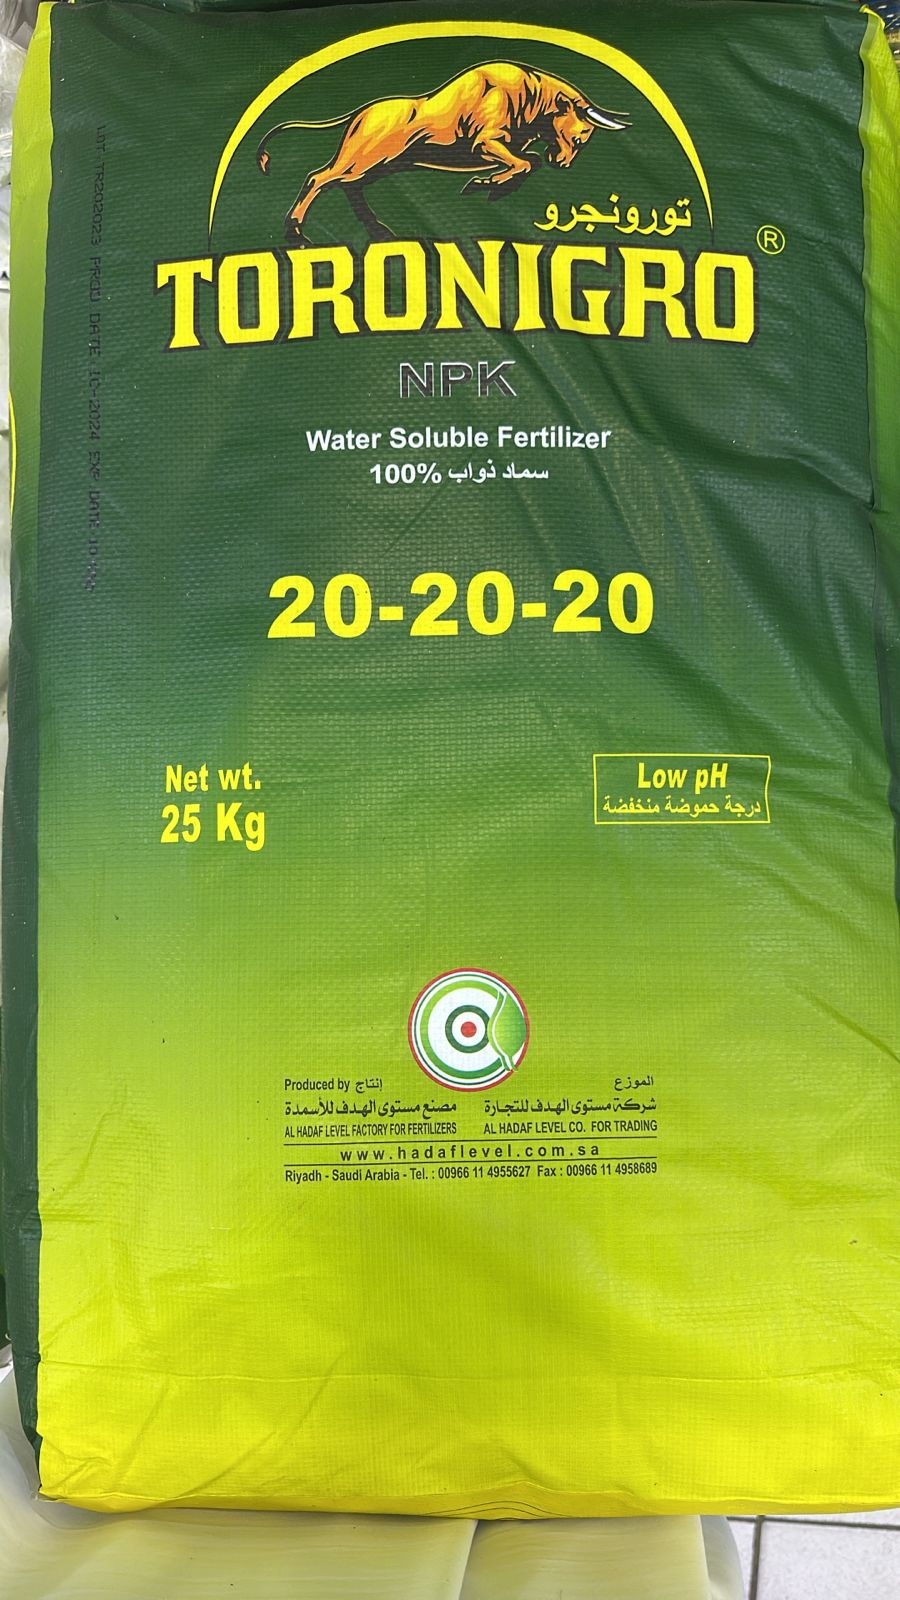 تورونجرو
®
TORONIGRO
NPK
Water Soluble Fertilizer
سماد ذواب 100%
20-20-20
Net wt.
25 Kg
Low pH
درجة حموضة منخفضة
Produced by إنتاج
مصنع مستوى الهدف للأسمدة
AL HADAF LEVEL FACTORY FOR FERTILIZERS
الموزع
شركة مستوى الهدف للتجارة
AL HADAF LEVEL CO. FOR TRADING
www.hadaflevel.com.sa
Riyadh - Saudi Arabia - Tel. : 00966 11 4955627 Fax : 00966 11 4958689
LOT TR202023 PROD DATE 10-2024 EXP DATE